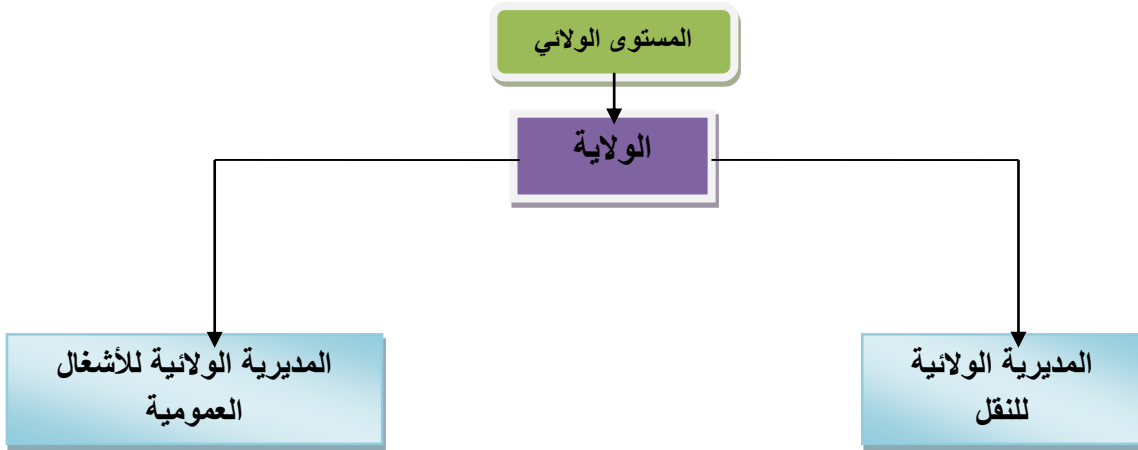 المستوى الولائي
الولاية
المديرية الولائية
للنقل
المديرية الولائية للأشغال
العمومية